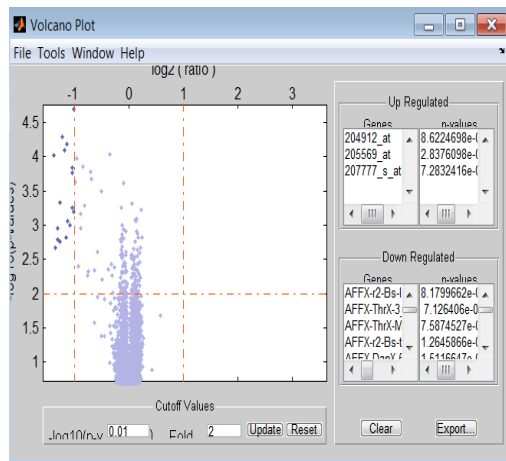 Volcano Plot
File Tools Window Help
log2 ( ratio )
-1 0 1 2 3
4.5
4
3.5
3
2.5
2
1.5
1
-log10(p-values)
Up Regulated
Genes p-values
204912_at 8.6224698e-0
205569_at 2.8376098e-0
207777_s_at 7.2832416e-0
Down Regulated
Genes p-values
AFFX-r2-Bs- 8.1799662e-0
AFFX-ThrX-3 7.126406e-0
AFFX-ThrX-M 7.5874527e-0
AFFX-r2-Bs-t 1.2645866e-0
Cutoff Values
0.01 Fold 2 Update Reset
Clear Export...